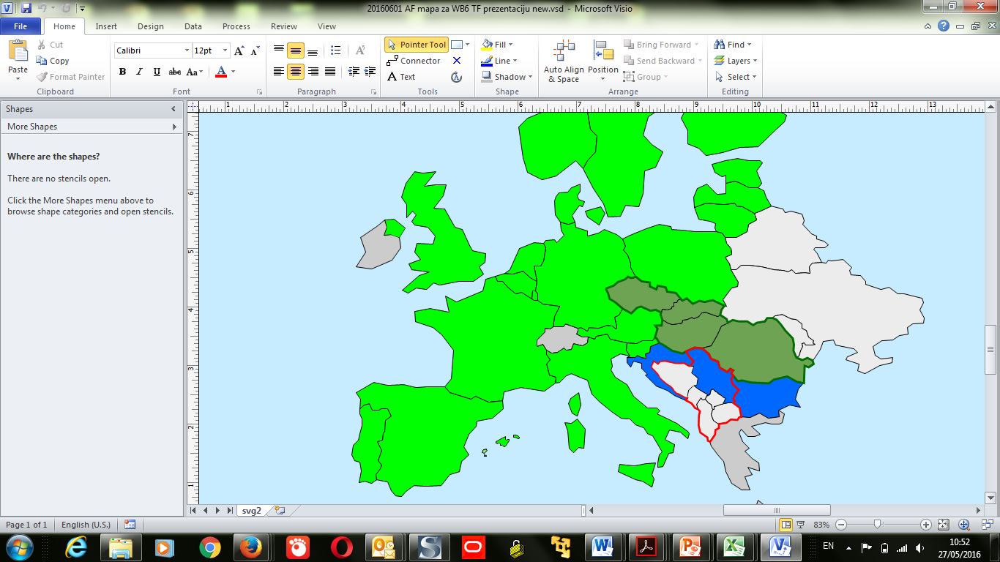 20160601 AF mapa za WB6 TF prezentaciju new.vsd - Microsoft Visio
File Home Insert Design Data Process Review View
Paste
Cut
Copy
Format Painter
Clipboard
Calibri 12pt
B I U abc Aa A
Font
Paragraph
Pointer Tool
Connector
Text
Tools
Fill
Line
Shadow
Shape
Auto Align & Space
Position
Bring Forward
Send Backward
Group
Arrange
Find
Layers
Select
Editing
Shapes
More Shapes
Where are the shapes?
There are no stencils open.
Click the More Shapes menu above to
browse shape categories and open stencils.
1 2 3 4 5 6 7 8 9 10 11 12 13
7
6
5
4
3
2
1
svg2
Page 1 of 1 English (U.S.) 83%
EN
10:52
27/05/2016